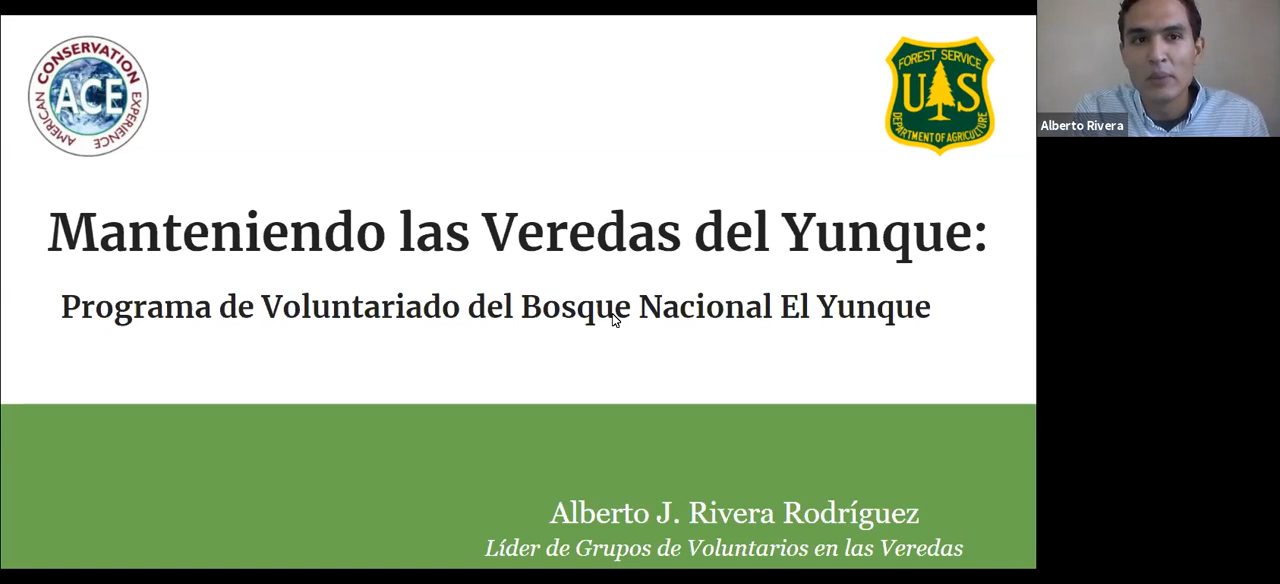 AMERICAN CONSERVATION EXPERIENCE
ACE
FOREST SERVICE
U S
DEPARTMENT OF AGRICULTURE
Alberto Rivera
Manteniendo las Veredas del Yunque:
Programa de Voluntariado del Bosque Nacional El Yunque
Alberto J. Rivera Rodríguez
Líder de Grupos de Voluntarios en las Veredas